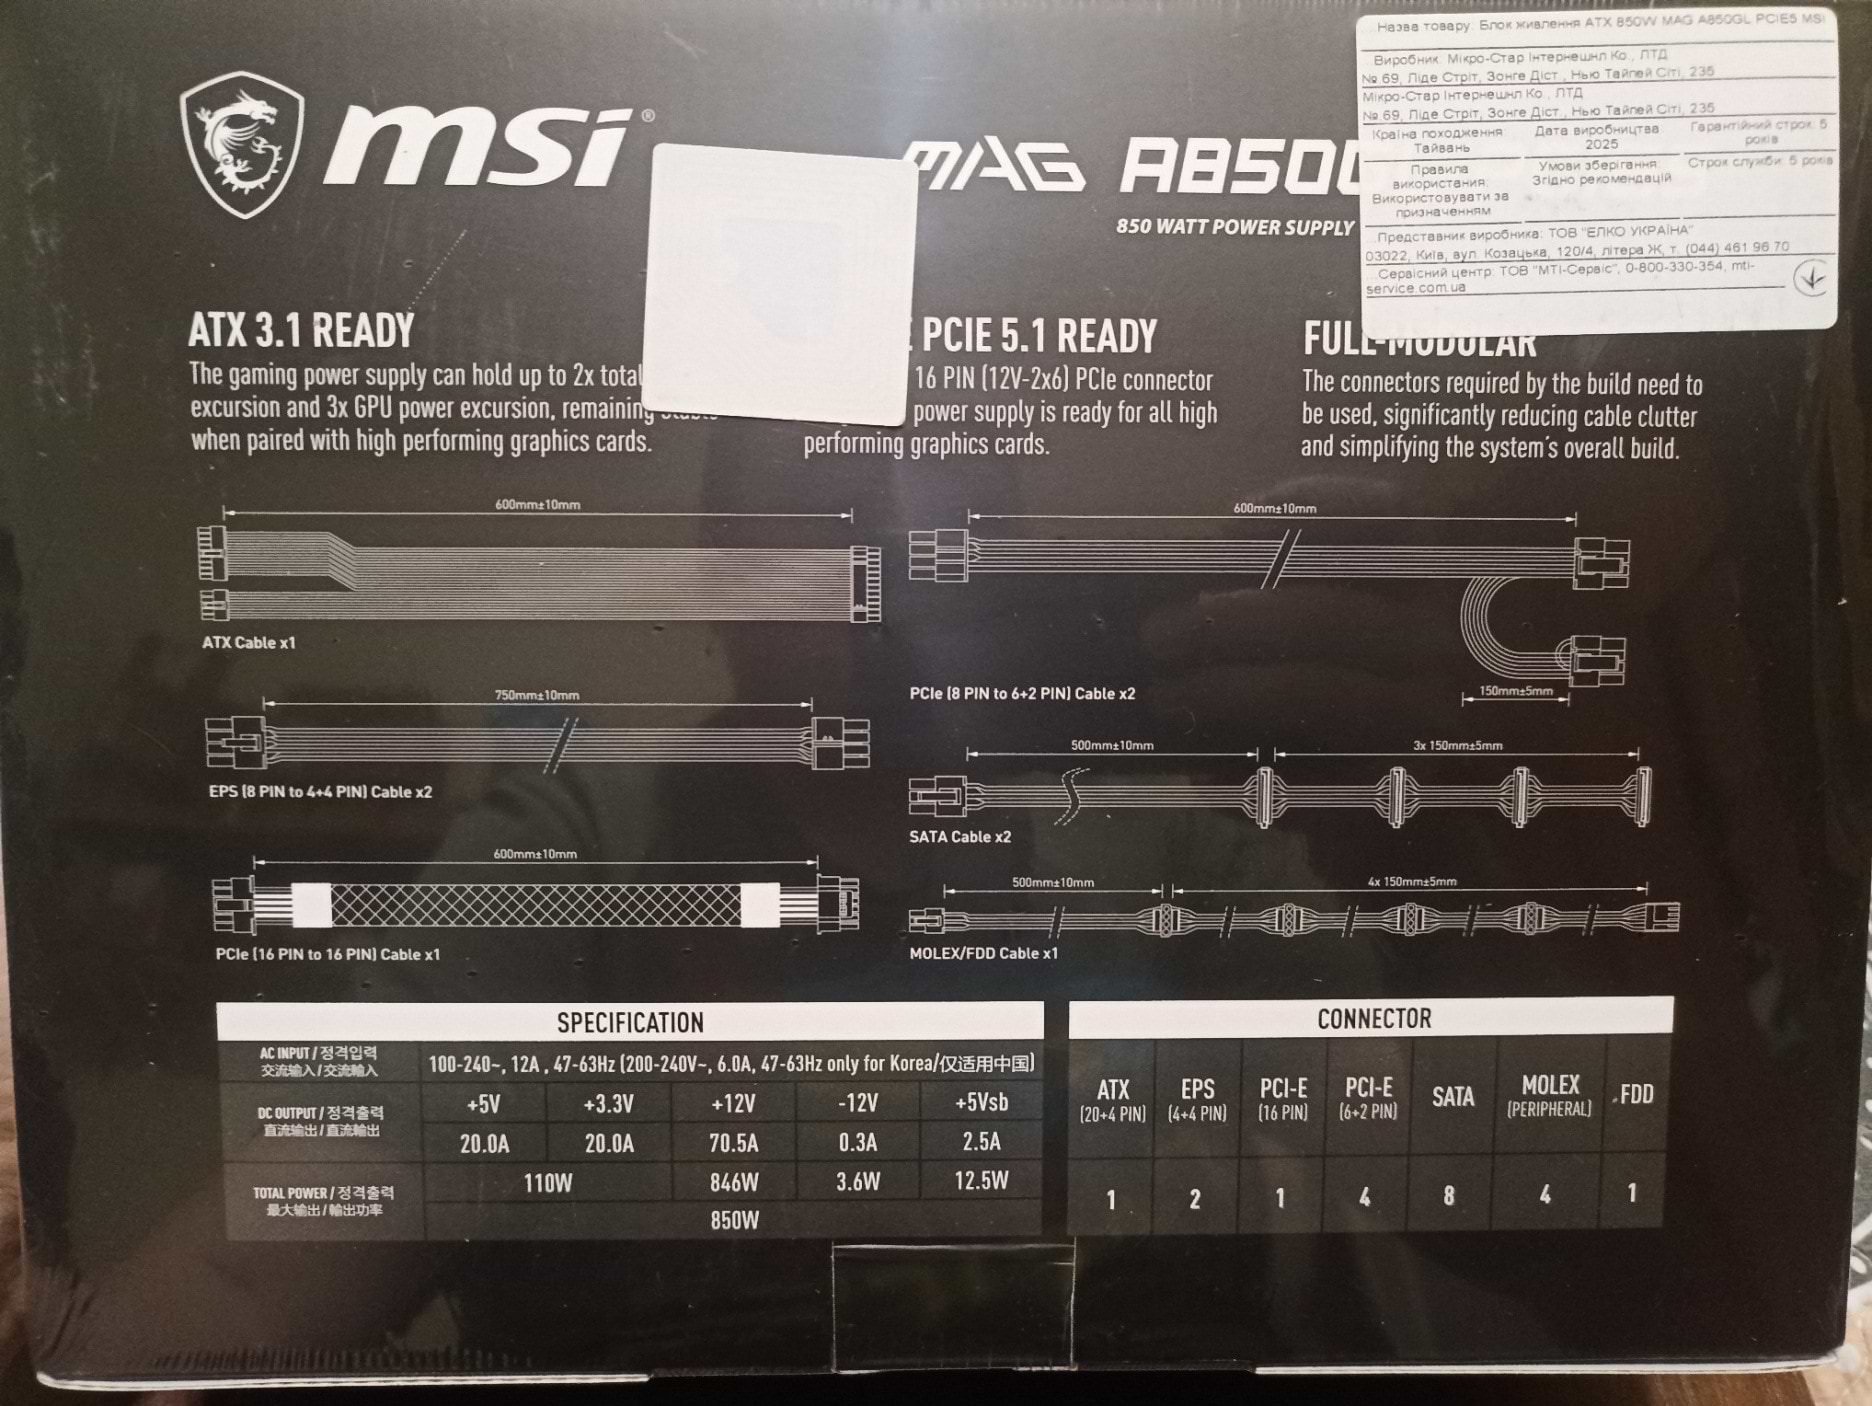 Назва товару: Блок живлення ATX 850W MAG A850GL PCIE5 MSI
Виробник: Мікро-Стар Інтернешнл Ко., ЛТД
№ 69, Ліде Стріт, Зонге Діст., Нью Тайпей Сіті, 235
Мікро-Стар Інтернешнл Ко., ЛТД
№ 69, Ліде Стріт, Зонге Діст., Нью Тайпей Сіті, 235
Країна походження: Тайвань
Дата виробництва: 2025
Гарантійний строк: 5 років
Правила використання: Використовувати за призначенням
Умови зберігання: Згідно рекомендацій
Строк служби: 5 років
Представник виробника: ТОВ "ЕЛКО УКРАЇНА"
03022, Київ, вул. Козацька, 120/4, літера Ж, т. (044) 461 96 70
Сервісний центр: ТОВ "МТІ-Сервіс", 0-800-330-354, mti-
service.com.ua
msi®
MAG A850
850 WATT POWER SUPPLY
ATX 3.1 READY
The gaming power supply can hold up to 2x total
excursion and 3x GPU power excursion, remaining
when paired with high performing graphics cards.
PCIE 5.1 READY
16 PIN (12V-2x6) PCIe connector
power supply is ready for all high
performing graphics cards.
FULL-MODULAR
The connectors required by the build need to
be used, significantly reducing cable clutter
and simplifying the system's overall build.
600mm±10mm
ATX Cable x1
750mm±10mm
EPS (8 PIN to 4+4 PIN) Cable x2
600mm±10mm
PCIe (16 PIN to 16 PIN) Cable x1
600mm±10mm
150mm±5mm
PCIe (8 PIN to 6+2 PIN) Cable x2
500mm±10mm 3x 150mm±5mm
SATA Cable x2
500mm±10mm 4x 150mm±5mm
MOLEX/FDD Cable x1
SPECIFICATION
AC INPUT / 정격입력
交流输入 / 交流輸入
100-240~, 12A , 47-63Hz (200-240V~, 6.0A, 47-63Hz only for Korea/仅适用中国)
DC OUTPUT / 정격출력
直流输出 / 直流輸出
+5V +3.3V +12V -12V +5Vsb
20.0A 20.0A 70.5A 0.3A 2.5A
TOTAL POWER / 정격출력
最大输出 / 輸出功率
110W 846W 3.6W 12.5W
850W
CONNECTOR
ATX (20+4 PIN) EPS (4+4 PIN) PCI-E (16 PIN) PCI-E (6+2 PIN) SATA MOLEX (PERIPHERAL) FDD
1 2 1 4 8 4 1